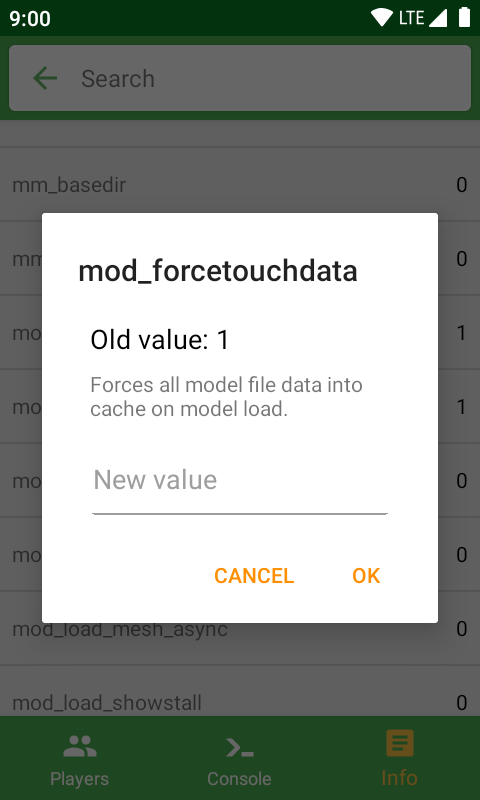 9:00
LTE
Search
mm_basedir 0
mm 0
mo 1
mo 1
mo 0
mo 0
mod_load_mesh_async 0
mod_load_showstall 0
mod_forcetouchdata
Old value: 1
Forces all model file data into
cache on model load.
New value
CANCEL OK
Players Console Info